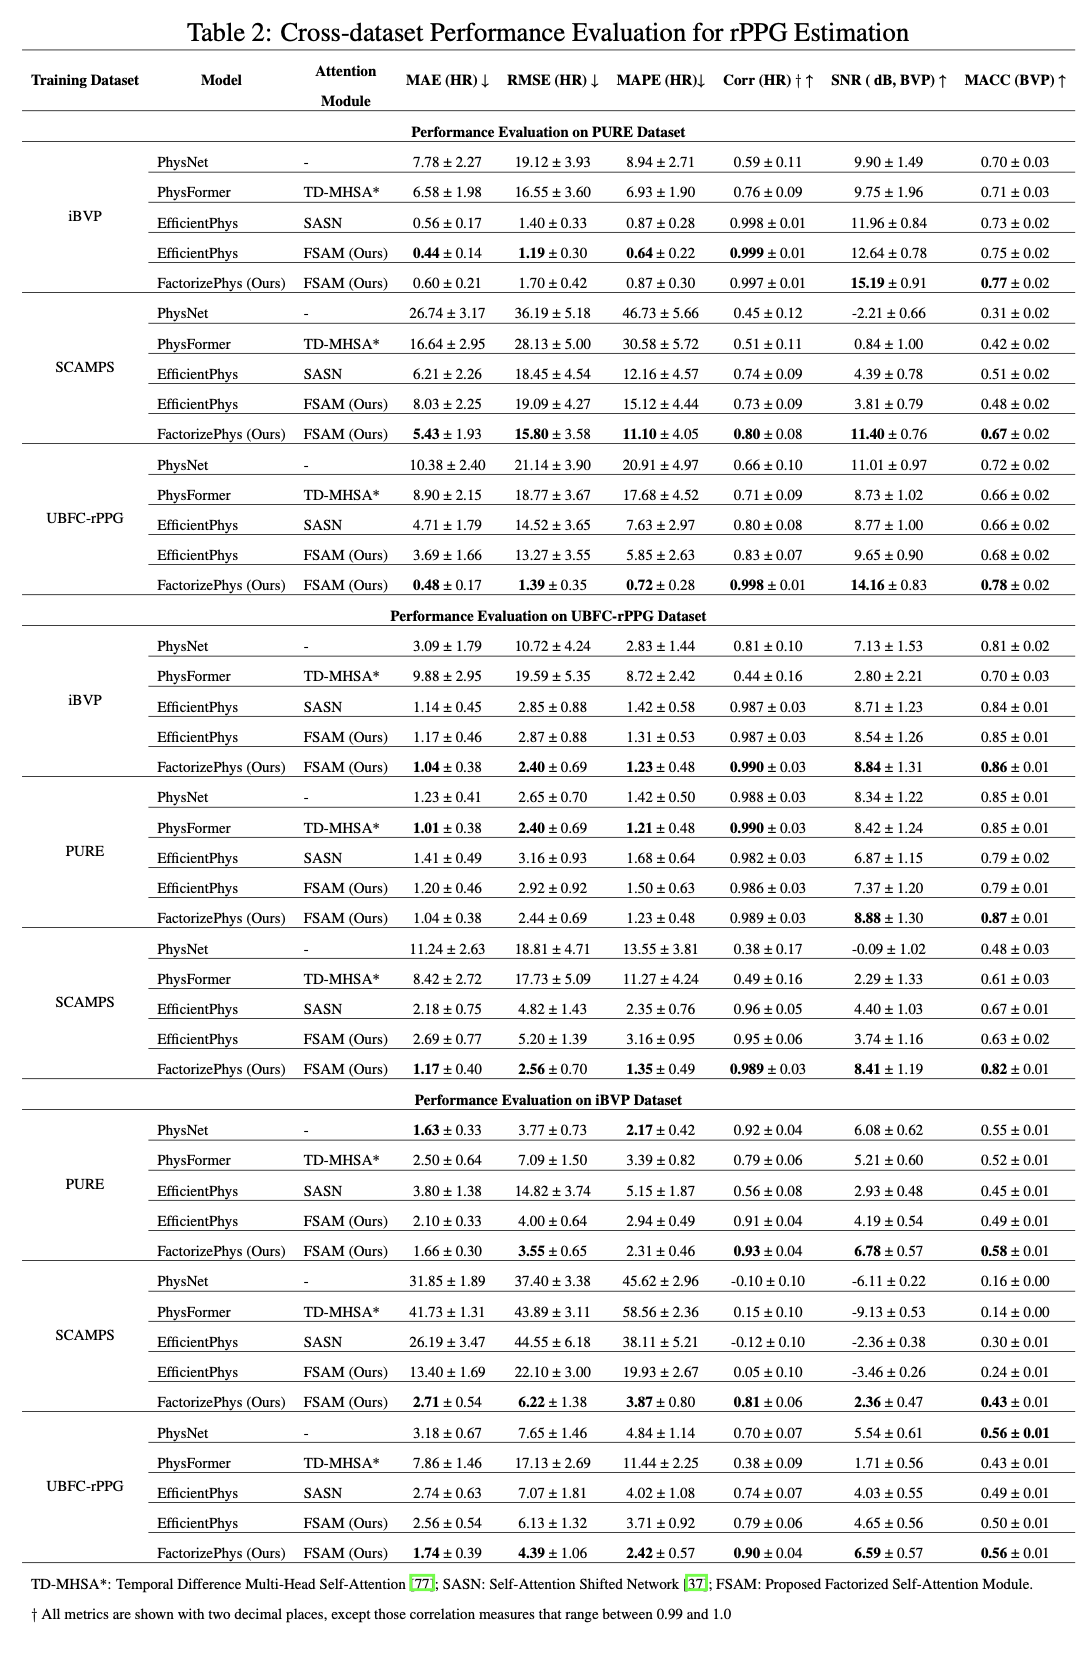 Table 2: Cross-dataset Performance Evaluation for rPPG Estimation
Training Dataset Model Attention Module MAE (HR) ↓ RMSE (HR) ↓ MAPE (HR)↓ Corr (HR) † ↑ SNR ( dB, BVP) ↑ MACC (BVP) ↑
Performance Evaluation on PURE Dataset
iBVP
PhysNet - 7.78 ± 2.27 19.12 ± 3.93 8.94 ± 2.71 0.59 ± 0.11 9.90 ± 1.49 0.70 ± 0.03
PhysFormer TD-MHSA* 6.58 ± 1.98 16.55 ± 3.60 6.93 ± 1.90 0.76 ± 0.09 9.75 ± 1.96 0.71 ± 0.03
EfficientPhys SASN 0.56 ± 0.17 1.40 ± 0.33 0.87 ± 0.28 0.998 ± 0.01 11.96 ± 0.84 0.73 ± 0.02
EfficientPhys FSAM (Ours) 0.44 ± 0.14 1.19 ± 0.30 0.64 ± 0.22 0.999 ± 0.01 12.64 ± 0.78 0.75 ± 0.02
FactorizePhys (Ours) FSAM (Ours) 0.60 ± 0.21 1.70 ± 0.42 0.87 ± 0.30 0.997 ± 0.01 15.19 ± 0.91 0.77 ± 0.02
SCAMPS
PhysNet - 26.74 ± 3.17 36.19 ± 5.18 46.73 ± 5.66 0.45 ± 0.12 -2.21 ± 0.66 0.31 ± 0.02
PhysFormer TD-MHSA* 16.64 ± 2.95 28.13 ± 5.00 30.58 ± 5.72 0.51 ± 0.11 0.84 ± 1.00 0.42 ± 0.02
EfficientPhys SASN 6.21 ± 2.26 18.45 ± 4.54 12.16 ± 4.57 0.74 ± 0.09 4.39 ± 0.78 0.51 ± 0.02
EfficientPhys FSAM (Ours) 8.03 ± 2.25 19.09 ± 4.27 15.12 ± 4.44 0.73 ± 0.09 3.81 ± 0.79 0.48 ± 0.02
FactorizePhys (Ours) FSAM (Ours) 5.43 ± 1.93 15.80 ± 3.58 11.10 ± 4.05 0.80 ± 0.08 11.40 ± 0.76 0.67 ± 0.02
UBFC-rPPG
PhysNet - 10.38 ± 2.40 21.14 ± 3.90 20.91 ± 4.97 0.66 ± 0.10 11.01 ± 0.97 0.72 ± 0.02
PhysFormer TD-MHSA* 8.90 ± 2.15 18.77 ± 3.67 17.68 ± 4.52 0.71 ± 0.09 8.73 ± 1.02 0.66 ± 0.02
EfficientPhys SASN 4.71 ± 1.79 14.52 ± 3.65 7.63 ± 2.97 0.80 ± 0.08 8.77 ± 1.00 0.66 ± 0.02
EfficientPhys FSAM (Ours) 3.69 ± 1.66 13.27 ± 3.55 5.85 ± 2.63 0.83 ± 0.07 9.65 ± 0.90 0.68 ± 0.02
FactorizePhys (Ours) FSAM (Ours) 0.48 ± 0.17 1.39 ± 0.35 0.72 ± 0.28 0.998 ± 0.01 14.16 ± 0.83 0.78 ± 0.02
Performance Evaluation on UBFC-rPPG Dataset
iBVP
PhysNet - 3.09 ± 1.79 10.72 ± 4.24 2.83 ± 1.44 0.81 ± 0.10 7.13 ± 1.53 0.81 ± 0.02
PhysFormer TD-MHSA* 9.88 ± 2.95 19.59 ± 5.35 8.72 ± 2.42 0.44 ± 0.16 2.80 ± 2.21 0.70 ± 0.03
EfficientPhys SASN 1.14 ± 0.45 2.85 ± 0.88 1.42 ± 0.58 0.987 ± 0.03 8.71 ± 1.23 0.84 ± 0.01
EfficientPhys FSAM (Ours) 1.17 ± 0.46 2.87 ± 0.88 1.31 ± 0.53 0.987 ± 0.03 8.54 ± 1.26 0.85 ± 0.01
FactorizePhys (Ours) FSAM (Ours) 1.04 ± 0.38 2.40 ± 0.69 1.23 ± 0.48 0.990 ± 0.03 8.84 ± 1.31 0.86 ± 0.01
PURE
PhysNet - 1.23 ± 0.41 2.65 ± 0.70 1.42 ± 0.50 0.988 ± 0.03 8.34 ± 1.22 0.85 ± 0.01
PhysFormer TD-MHSA* 1.01 ± 0.38 2.40 ± 0.69 1.21 ± 0.48 0.990 ± 0.03 8.42 ± 1.24 0.85 ± 0.01
EfficientPhys SASN 1.41 ± 0.49 3.16 ± 0.93 1.68 ± 0.64 0.982 ± 0.03 6.87 ± 1.15 0.79 ± 0.02
EfficientPhys FSAM (Ours) 1.20 ± 0.46 2.92 ± 0.92 1.50 ± 0.63 0.986 ± 0.03 7.37 ± 1.20 0.79 ± 0.01
FactorizePhys (Ours) FSAM (Ours) 1.04 ± 0.38 2.44 ± 0.69 1.23 ± 0.48 0.989 ± 0.03 8.88 ± 1.30 0.87 ± 0.01
SCAMPS
PhysNet - 11.24 ± 2.63 18.81 ± 4.71 13.55 ± 3.81 0.38 ± 0.17 -0.09 ± 1.02 0.48 ± 0.03
PhysFormer TD-MHSA* 8.42 ± 2.72 17.73 ± 5.09 11.27 ± 4.24 0.49 ± 0.16 2.29 ± 1.33 0.61 ± 0.03
EfficientPhys SASN 2.18 ± 0.75 4.82 ± 1.43 2.35 ± 0.76 0.96 ± 0.05 4.40 ± 1.03 0.67 ± 0.01
EfficientPhys FSAM (Ours) 2.69 ± 0.77 5.20 ± 1.39 3.16 ± 0.95 0.95 ± 0.06 3.74 ± 1.16 0.63 ± 0.02
FactorizePhys (Ours) FSAM (Ours) 1.17 ± 0.40 2.56 ± 0.70 1.35 ± 0.49 0.989 ± 0.03 8.41 ± 1.19 0.82 ± 0.01
Performance Evaluation on iBVP Dataset
PURE
PhysNet - 1.63 ± 0.33 3.77 ± 0.73 2.17 ± 0.42 0.92 ± 0.04 6.08 ± 0.62 0.55 ± 0.01
PhysFormer TD-MHSA* 2.50 ± 0.64 7.09 ± 1.50 3.39 ± 0.82 0.79 ± 0.06 5.21 ± 0.60 0.52 ± 0.01
EfficientPhys SASN 3.80 ± 1.38 14.82 ± 3.74 5.15 ± 1.87 0.56 ± 0.08 2.93 ± 0.48 0.45 ± 0.01
EfficientPhys FSAM (Ours) 2.10 ± 0.33 4.00 ± 0.64 2.94 ± 0.49 0.91 ± 0.04 4.19 ± 0.54 0.49 ± 0.01
FactorizePhys (Ours) FSAM (Ours) 1.66 ± 0.30 3.55 ± 0.65 2.31 ± 0.46 0.93 ± 0.04 6.78 ± 0.57 0.58 ± 0.01
SCAMPS
PhysNet - 31.85 ± 1.89 37.40 ± 3.38 45.62 ± 2.96 -0.10 ± 0.10 -6.11 ± 0.22 0.16 ± 0.00
PhysFormer TD-MHSA* 41.73 ± 1.31 43.89 ± 3.11 58.56 ± 2.36 0.15 ± 0.10 -9.13 ± 0.53 0.14 ± 0.00
EfficientPhys SASN 26.19 ± 3.47 44.55 ± 6.18 38.11 ± 5.21 -0.12 ± 0.10 -2.36 ± 0.38 0.30 ± 0.01
EfficientPhys FSAM (Ours) 13.40 ± 1.69 22.10 ± 3.00 19.93 ± 2.67 0.05 ± 0.10 -3.46 ± 0.26 0.24 ± 0.01
FactorizePhys (Ours) FSAM (Ours) 2.71 ± 0.54 6.22 ± 1.38 3.87 ± 0.80 0.81 ± 0.06 2.36 ± 0.47 0.43 ± 0.01
UBFC-rPPG
PhysNet - 3.18 ± 0.67 7.65 ± 1.46 4.84 ± 1.14 0.70 ± 0.07 5.54 ± 0.61 0.56 ± 0.01
PhysFormer TD-MHSA* 7.86 ± 1.46 17.13 ± 2.69 11.44 ± 2.25 0.38 ± 0.09 1.71 ± 0.56 0.43 ± 0.01
EfficientPhys SASN 2.74 ± 0.63 7.07 ± 1.81 4.02 ± 1.08 0.74 ± 0.07 4.03 ± 0.55 0.49 ± 0.01
EfficientPhys FSAM (Ours) 2.56 ± 0.54 6.13 ± 1.32 3.71 ± 0.92 0.79 ± 0.06 4.65 ± 0.56 0.50 ± 0.01
FactorizePhys (Ours) FSAM (Ours) 1.74 ± 0.39 4.39 ± 1.06 2.42 ± 0.57 0.90 ± 0.04 6.59 ± 0.57 0.56 ± 0.01
TD-MHSA*: Temporal Difference Multi-Head Self-Attention [77]; SASN: Self-Attention Shifted Network [37]; FSAM: Proposed Factorized Self-Attention Module.
† All metrics are shown with two decimal places, except those correlation measures that range between 0.99 and 1.0